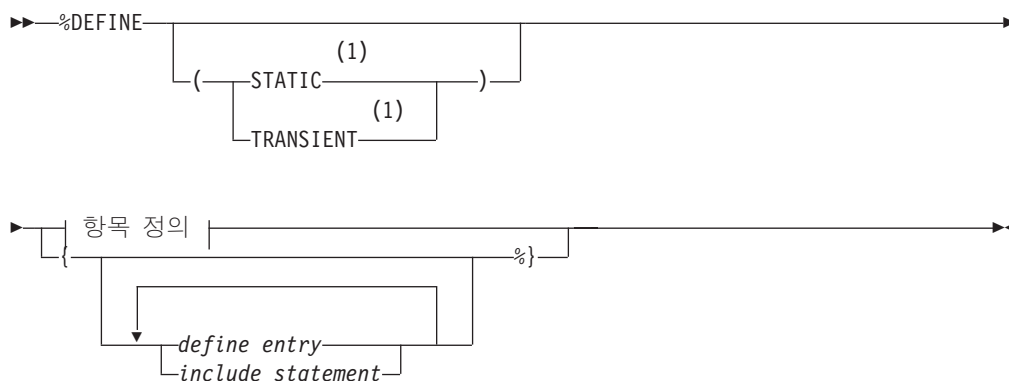 %DEFINE
(1)
( STATIC )
(1)
TRANSIENT
항목 정의
{ %}
define entry
include statement